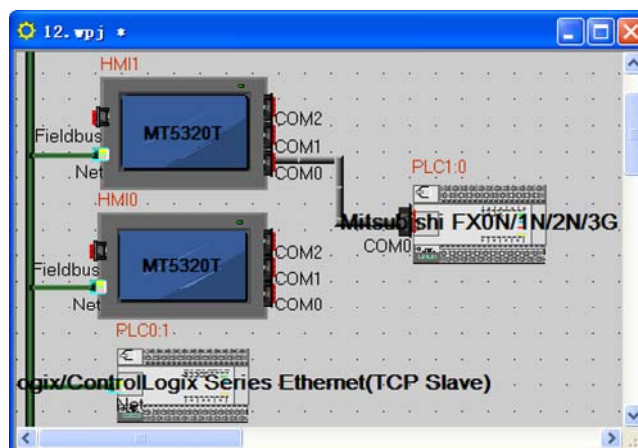 12.wpj *
HMI1
MT5320T
COM2
COM1
COM0
Fieldbus
Net
PLC1:0
Mitsubishi FX0N/1N/2N/3G
COM0
HMI0
MT5320T
COM2
COM1
COM0
Fieldbus
Net
PLC0:1
ogix/ControlLogix Series Ethernet(TCP Slave)
Net